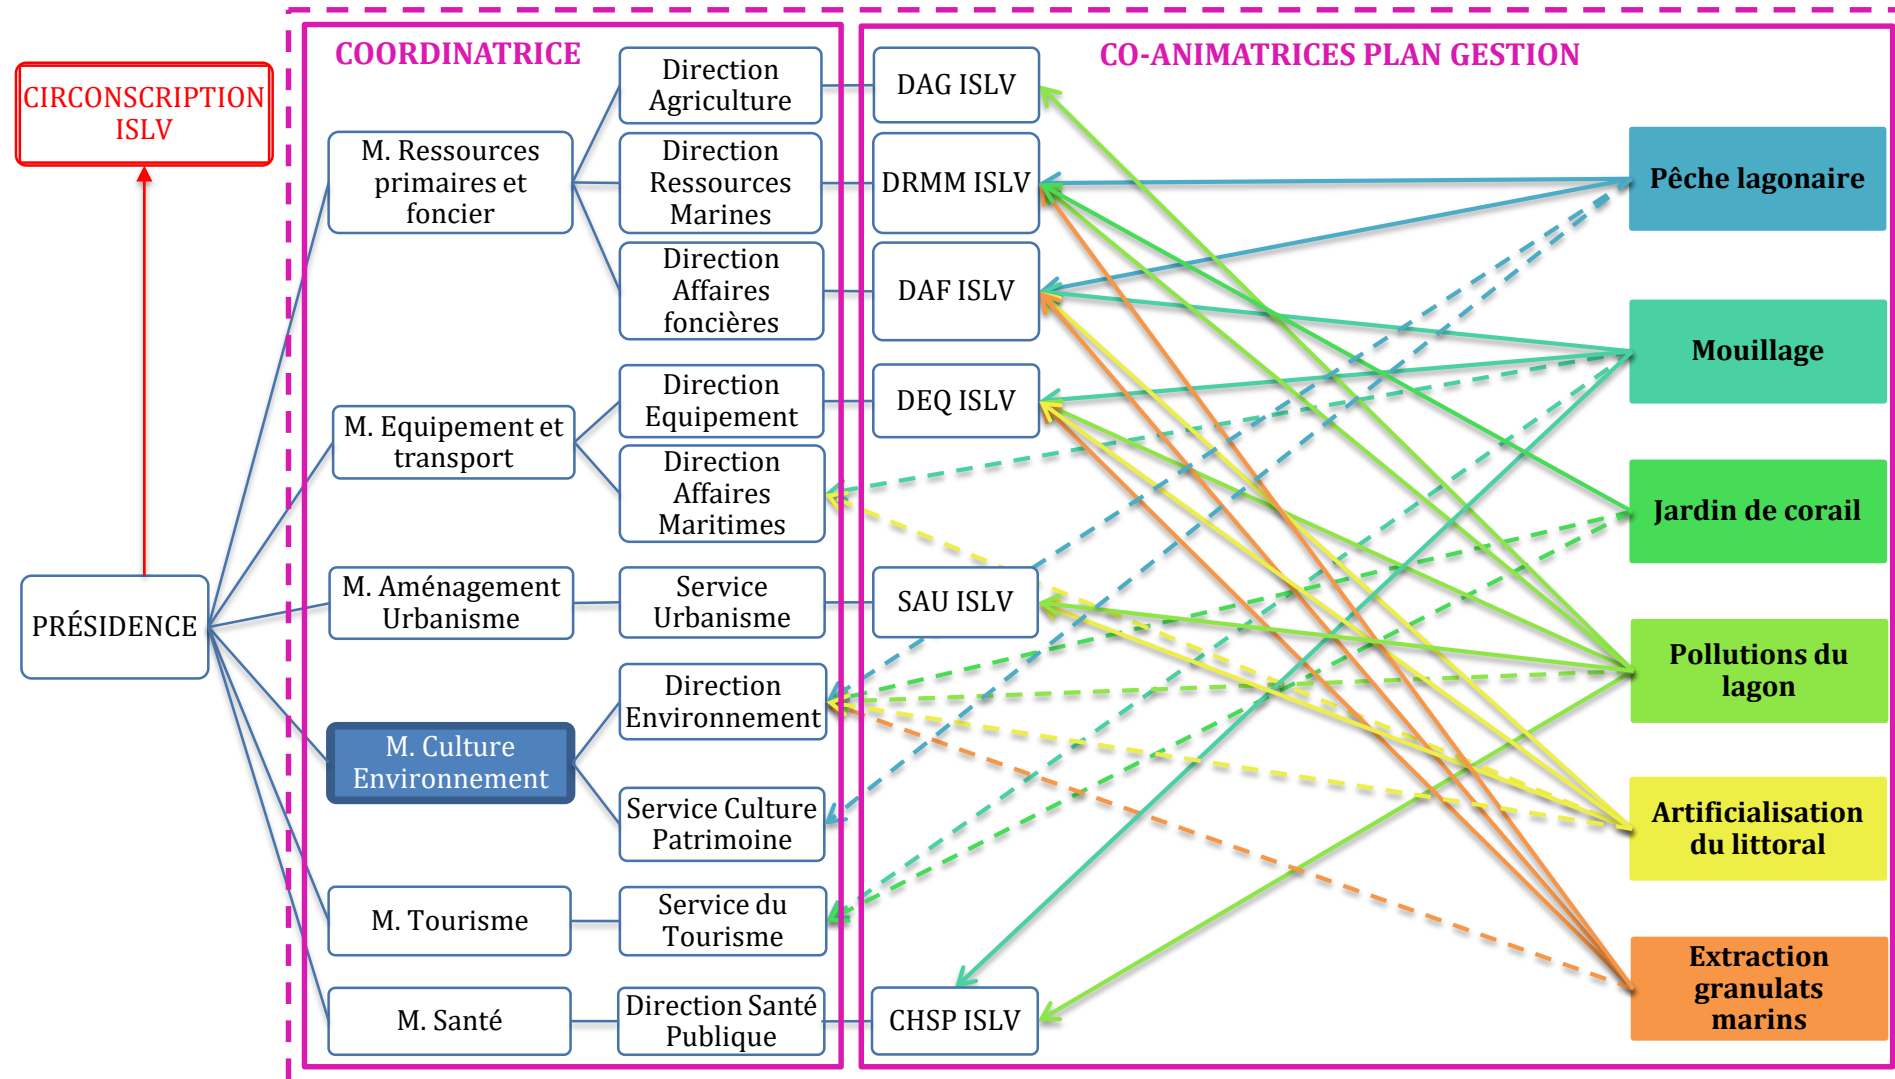 COORDINATRICE
CO-ANIMATRICES PLAN GESTION
CIRCONSCRIPTION
ISLV
PRÉSIDENCE
M. Ressources
primaires et
foncier
M. Equipement et
transport
M. Aménagement
Urbanisme
M. Culture
Environnement
M. Tourisme
M. Santé
Direction
Agriculture
Direction
Ressources
Marines
Direction
Affaires
foncières
Direction
Equipement
Direction
Affaires
Maritimes
Service
Urbanisme
Direction
Environnement
Service Culture
Patrimoine
Service du
Tourisme
Direction Santé
Publique
DAG ISLV
DRMM ISLV
DAF ISLV
DEQ ISLV
SAU ISLV
CHSP ISLV
Pêche lagonaire
Mouillage
Jardin de corail
Pollutions du
lagon
Artificialisation
du littoral
Extraction
granulats
marins